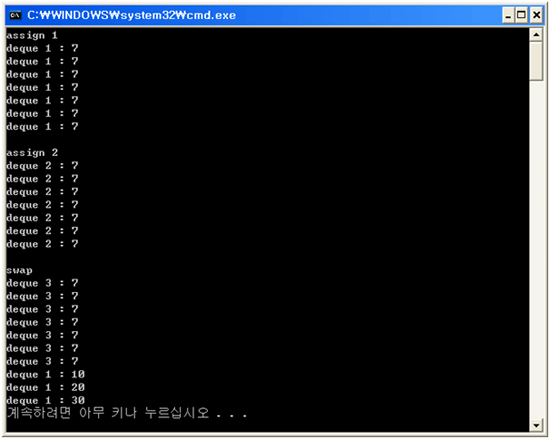 C:₩WINDOWS₩system32₩cmd.exe
assign 1
deque 1 : 7
deque 1 : 7
deque 1 : 7
deque 1 : 7
deque 1 : 7
deque 1 : 7
deque 1 : 7
assign 2
deque 2 : 7
deque 2 : 7
deque 2 : 7
deque 2 : 7
deque 2 : 7
deque 2 : 7
deque 2 : 7
swap
deque 3 : 7
deque 3 : 7
deque 3 : 7
deque 3 : 7
deque 3 : 7
deque 3 : 7
deque 3 : 7
deque 1 : 10
deque 1 : 20
deque 1 : 30
계속하려면 아무 키나 누르십시오 . . .